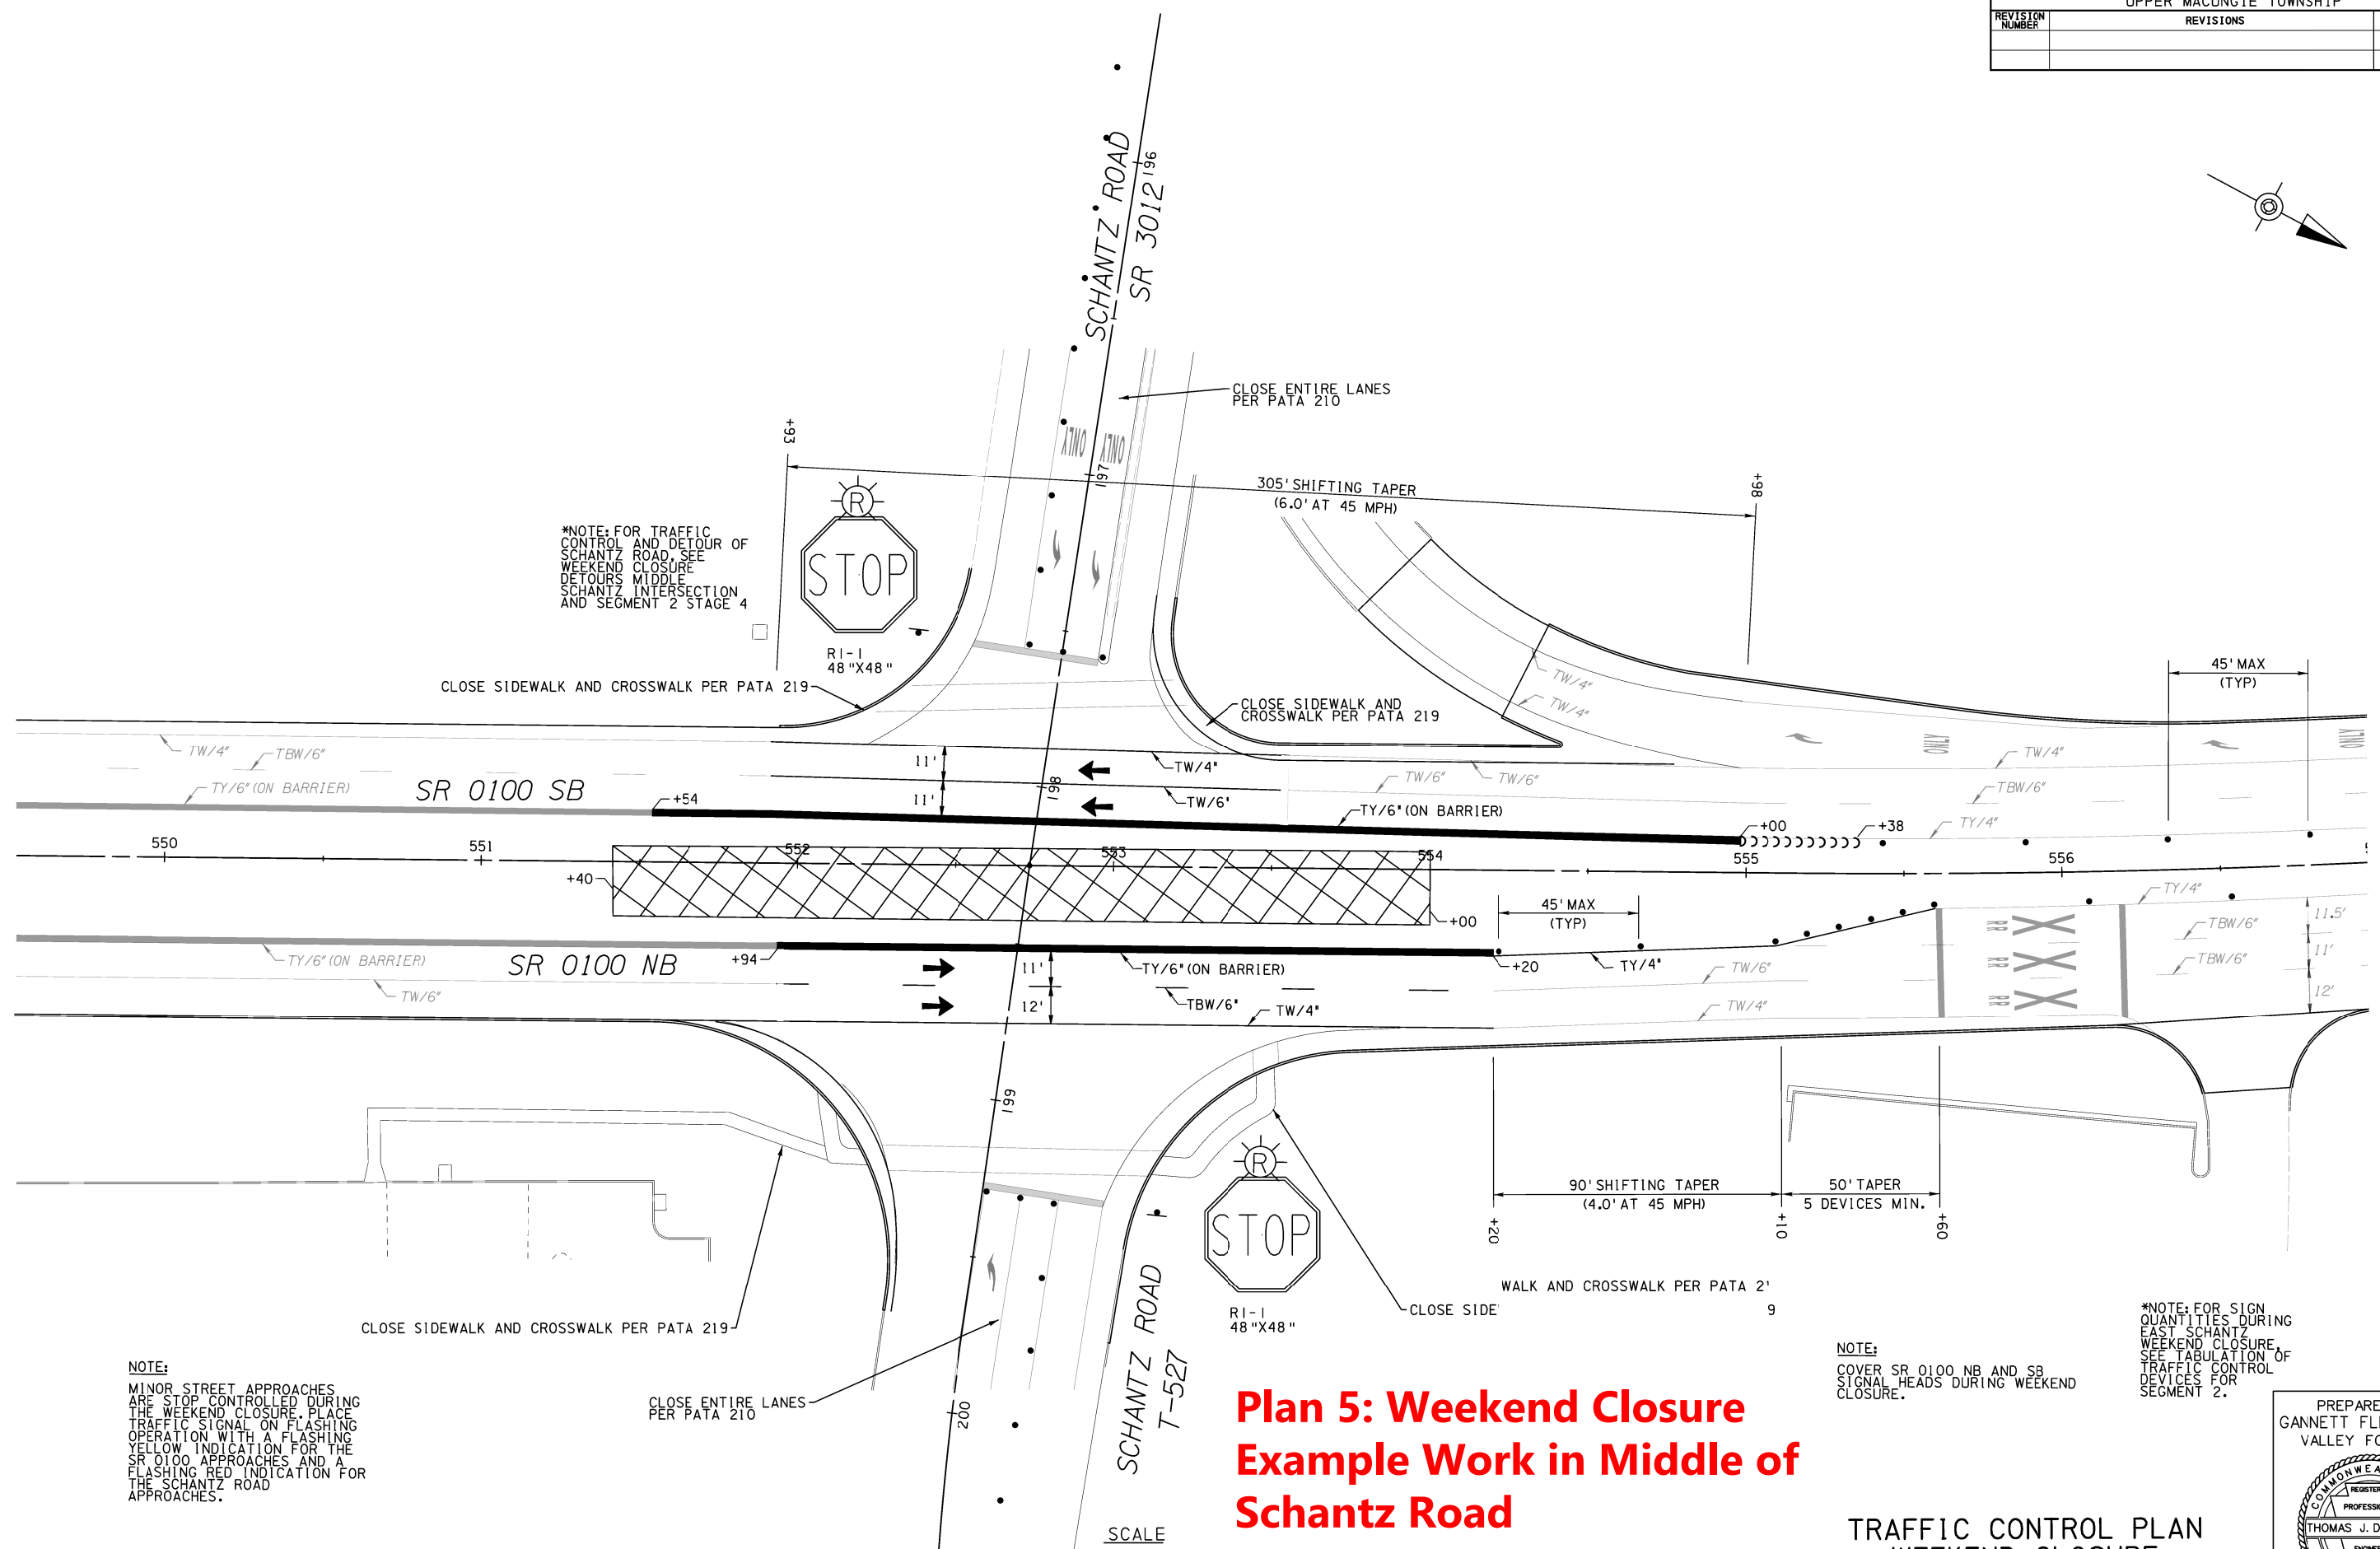 UPPER MACUNGIE TOWNSHIP
REVISION
NUMBER
REVISIONS
SCHANTZ ROAD
SR 3012
196
CLOSE ENTIRE LANES
PER PATA 210
ONLY
ONLY
197
+93
305' SHIFTING TAPER
(6.0' AT 45 MPH)
+98
*NOTE: FOR TRAFFIC
CONTROL AND DETOUR OF
SCHANTZ ROAD, SEE
WEEKEND CLOSURE
DETOURS MIDDLE
SCHANTZ INTERSECTION
AND SEGMENT 2 STAGE 4
R
STOP
R1-1
48"X48"
CLOSE SIDEWALK AND CROSSWALK PER PATA 219
CLOSE SIDEWALK AND
CROSSWALK PER PATA 219
TW/4"
TW/4"
45' MAX
(TYP)
TW/4"
TBW/6"
TY/6"(ON BARRIER)
SR 0100 SB
+54
11'
11'
198
TW/4"
TW/6"
TY/6"(ON BARRIER)
TW/6"
TW/6"
ONLY
ONLY
TW/4"
TBW/6"
TY/4"
+00
+38
550
551
552
553
554
555
556
+40
+00
45' MAX
(TYP)
TY/4"
11.5'
TBW/6"
TBW/6"
11'
12'
RR
RR
RR
TY/6"(ON BARRIER)
SR 0100 NB
+94
TW/6"
11'
12'
TY/6"(ON BARRIER)
TBW/6"
TW/4"
+20
TY/4"
TW/6"
TW/4"
199
R
STOP
R1-1
48"X48"
90' SHIFTING TAPER
(4.0' AT 45 MPH)
50' TAPER
5 DEVICES MIN.
+20
+10
+60
WALK AND CROSSWALK PER PATA 2'
CLOSE SIDE'
9
CLOSE SIDEWALK AND CROSSWALK PER PATA 219
CLOSE ENTIRE LANES
PER PATA 210
200
SCHANTZ ROAD
T-527
NOTE:
MINOR STREET APPROACHES
ARE STOP CONTROLLED DURING
THE WEEKEND CLOSURE. PLACE
TRAFFIC SIGNAL ON FLASHING
OPERATION WITH A FLASHING
YELLOW INDICATION FOR THE
SR 0100 APPROACHES AND A
FLASHING RED INDICATION FOR
THE SCHANTZ ROAD
APPROACHES.
NOTE:
COVER SR 0100 NB AND SB
SIGNAL HEADS DURING WEEKEND
CLOSURE.
*NOTE: FOR SIGN
QUANTITIES DURING
EAST SCHANTZ
WEEKEND CLOSURE,
SEE TABULATION OF
TRAFFIC CONTROL
DEVICES FOR
SEGMENT 2.
Plan 5: Weekend Closure
Example Work in Middle of
Schantz Road
SCALE
TRAFFIC CONTROL PLAN
WEEKEND CLOSURE
PREPARE
GANNETT FL
VALLEY FO
COMMONWEA
REGISTER
PROFESSI
THOMAS J. D